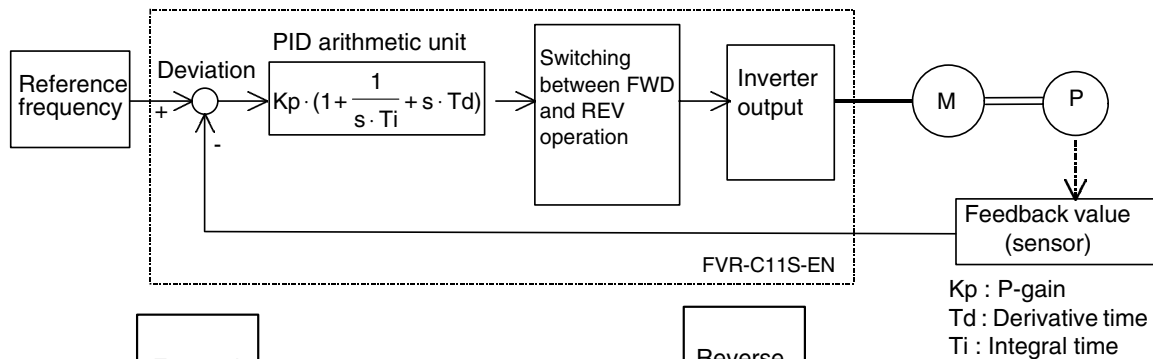 PID arithmetic unit
Reference
frequency
Deviation
+
-
Kp · (1+ 1 / s · Ti + s · Td)
Switching
between FWD
and REV
operation
Inverter
output
M
P
Feedback value
(sensor)
FVR-C11S-EN
Kp : P-gain
Td : Derivative time
Ti : Integral time
Reverse